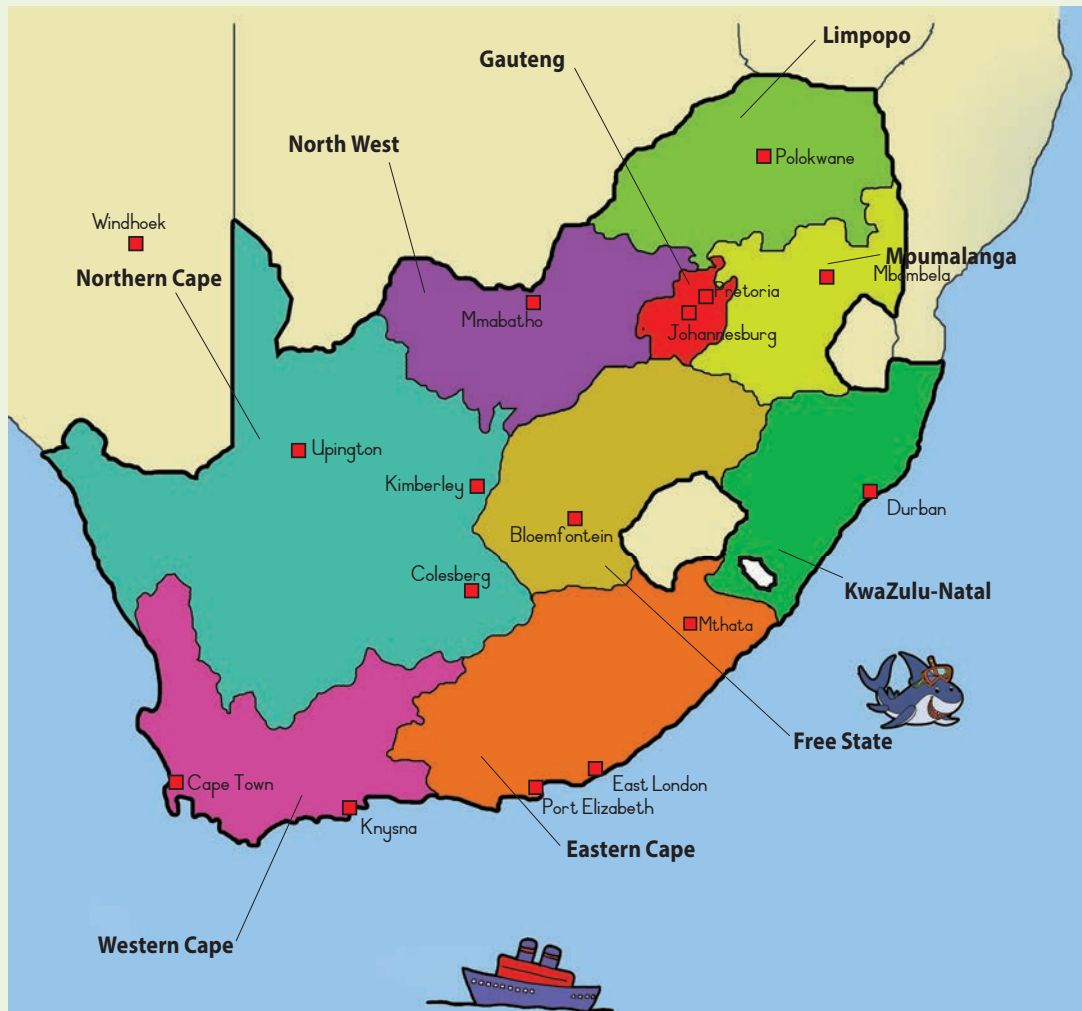 Limpopo
Gauteng
North West
Polokwane
Windhoek
Northern Cape
Mpumalanga
Mbombela
Pretoria
Mmabatho
Johannesburg
Upington
Kimberley
Durban
Bloemfontein
Colesberg
KwaZulu-Natal
Mthata
Free State
Cape Town
East London
Port Elizabeth
Knysna
Eastern Cape
Western Cape